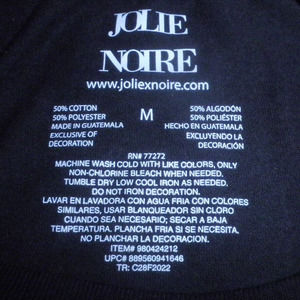 JOLIE
NOIRE
www.joliexnoire.com
50% COTTON
50% POLYESTER
MADE IN GUATEMALA
EXCLUSIVE OF
DECORATION
M
50% ALGODÓN
50% POLIÉSTER
HECHO EN GUATEMALA
EXCLUYENDO LA
DECORACIÓN
RN# 77272
MACHINE WASH COLD WITH LIKE COLORS, ONLY
NON-CHLORINE BLEACH WHEN NEEDED.
TUMBLE DRY LOW COOL IRON AS NEEDED.
DO NOT IRON DECORATION.
LAVAR EN LAVADORA CON AGUA FRIA CON COLORES
SIMILARES, USAR BLANQUEADOR SIN CLORO
CUANDO SEA NECESARIO; SECAR A BAJA
TEMPERATURA. PLANCHA FRIA SI SE NECESITA.
NO PLANCHAR LA DECORACION.
ITEM# 980424212
UPC# 889560941646
TR: C28F2022